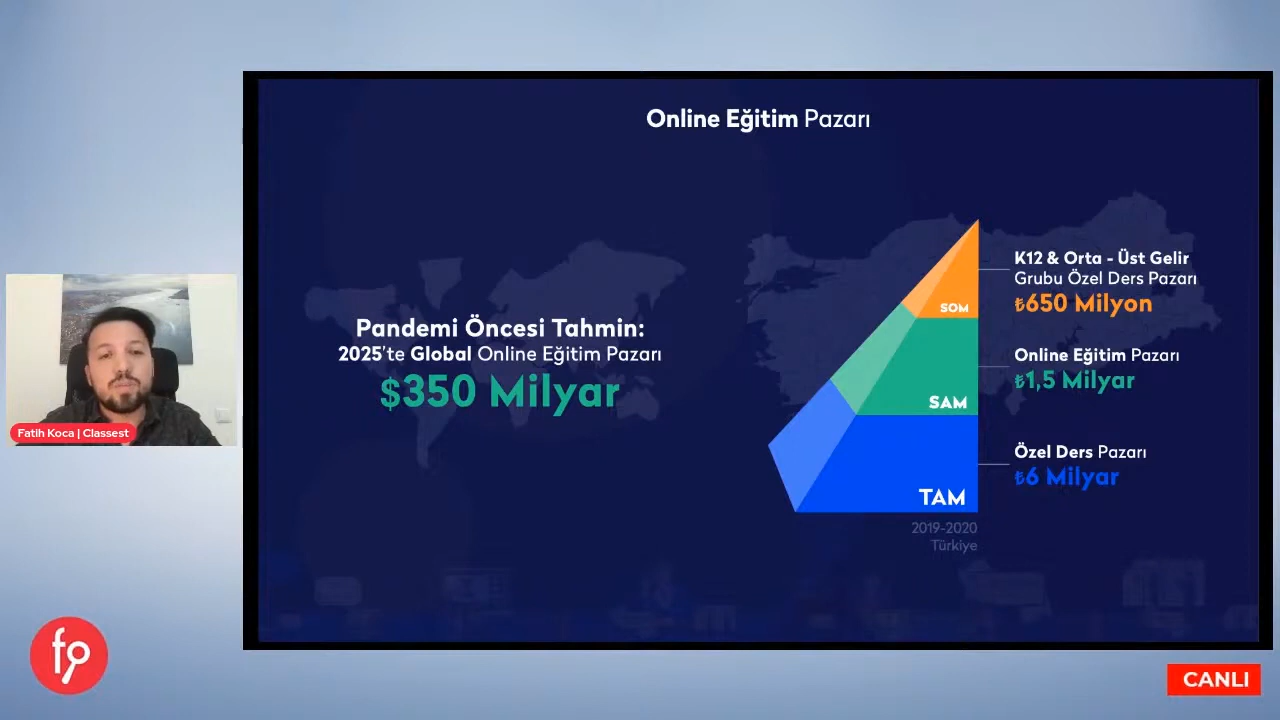 Online Eğitim Pazarı
Pandemi Öncesi Tahmin:
2025'te Global Online Eğitim Pazarı
$350 Milyar
SOM
K12 & Orta - Üst Gelir
Grubu Özel Ders Pazarı
₺650 Milyon
SAM
Online Eğitim Pazarı
₺1,5 Milyar
TAM
Özel Ders Pazarı
₺6 Milyar
2019-2020
Türkiye
Fatih Koca | Classest
fp
CANLI